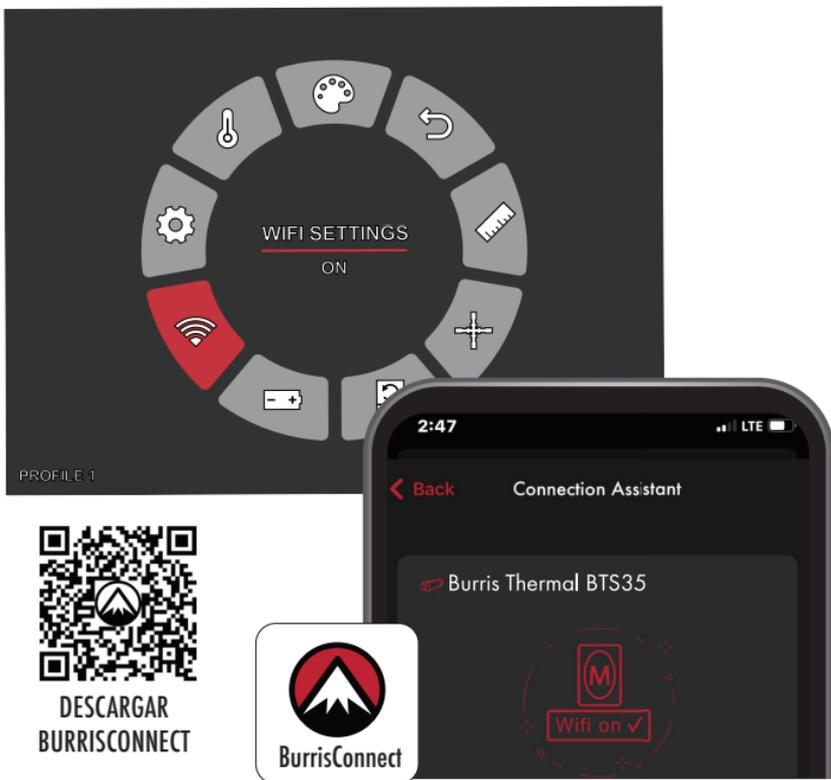 WIFI SETTINGS
ON
PROFILE 1
2:47
LTE
Back
Connection Assistant
Burris Thermal BTS35
M
Wifi on ✓
DESCARGAR
BURRISCONNECT
BurrisConnect